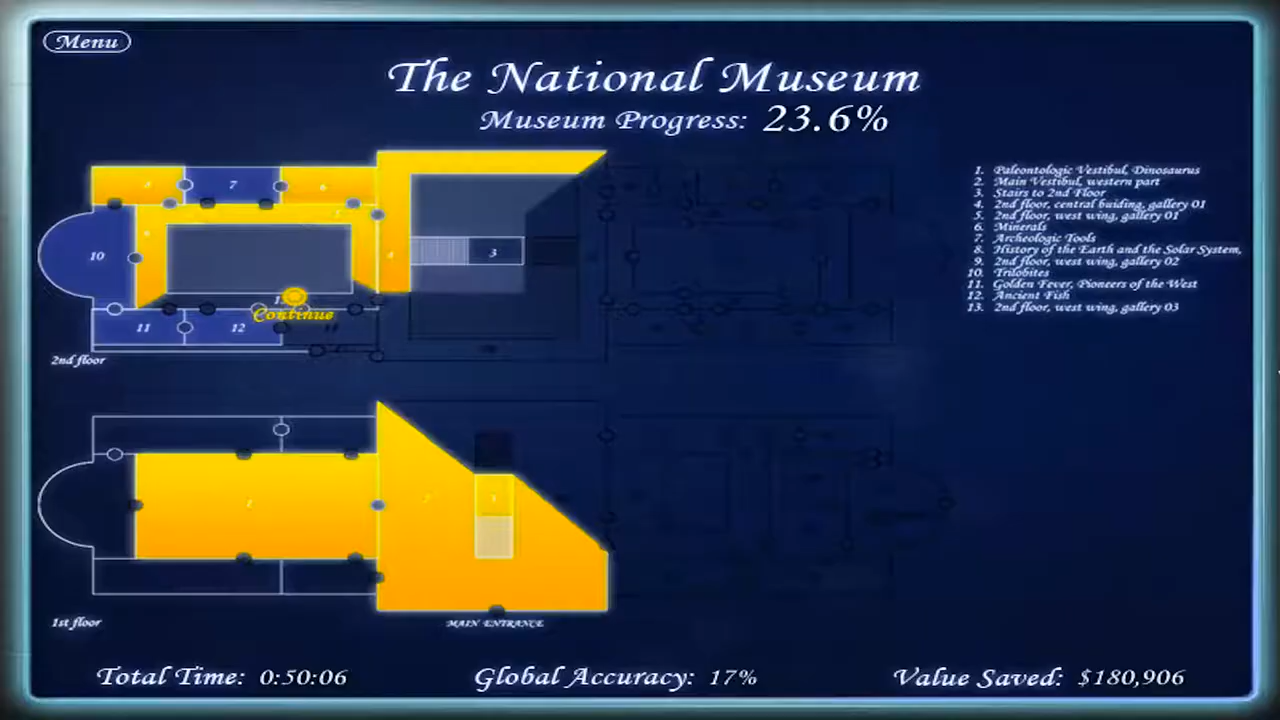 Menu
The National Museum
Museum Progress: 23.6%
1. Paleontologic Vestibul, Dinosaurus
2. Main Vestibul, western part
3. Stairs to 2nd Floor
4. 2nd floor, central buiding, gallery 01
5. 2nd floor, west wing, gallery 01
6. Minerals
7. Archeologic Tools
8. History of the Earth and the Solar System,
9. 2nd floor, west wing, gallery 02
10. Trilobites
11. Golden Fever, Pioneers of the West
12. Ancient Fish
13. 2nd floor, west wing, gallery 03
7
6
10
3
Continue
11
12
2nd floor
1st floor
MAIN ENTRANCE
Total Time: 0:50:06
Global Accuracy: 17%
Value Saved: $180,906